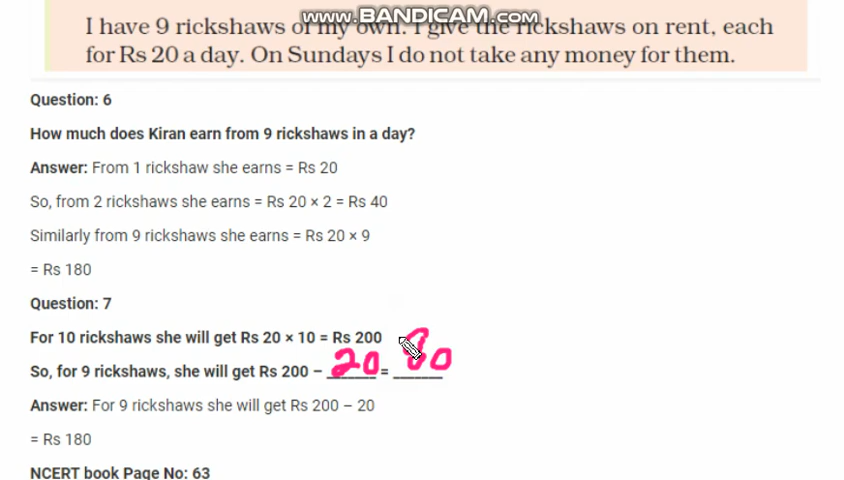 WWW.BANDICAM.COM
I have 9 rickshaws of my own. I give the rickshaws on rent, each
for Rs 20 a day. On Sundays I do not take any money for them.
Question: 6
How much does Kiran earn from 9 rickshaws in a day?
Answer: From 1 rickshaw she earns = Rs 20
So, from 2 rickshaws she earns = Rs 20 × 2 = Rs 40
Similarly from 9 rickshaws she earns = Rs 20 × 9
= Rs 180
Question: 7
For 10 rickshaws she will get Rs 20 × 10 = Rs 200
So, for 9 rickshaws, she will get Rs 200 – 20 = 80
Answer: For 9 rickshaws she will get Rs 200 – 20
= Rs 180
NCERT book Page No: 63